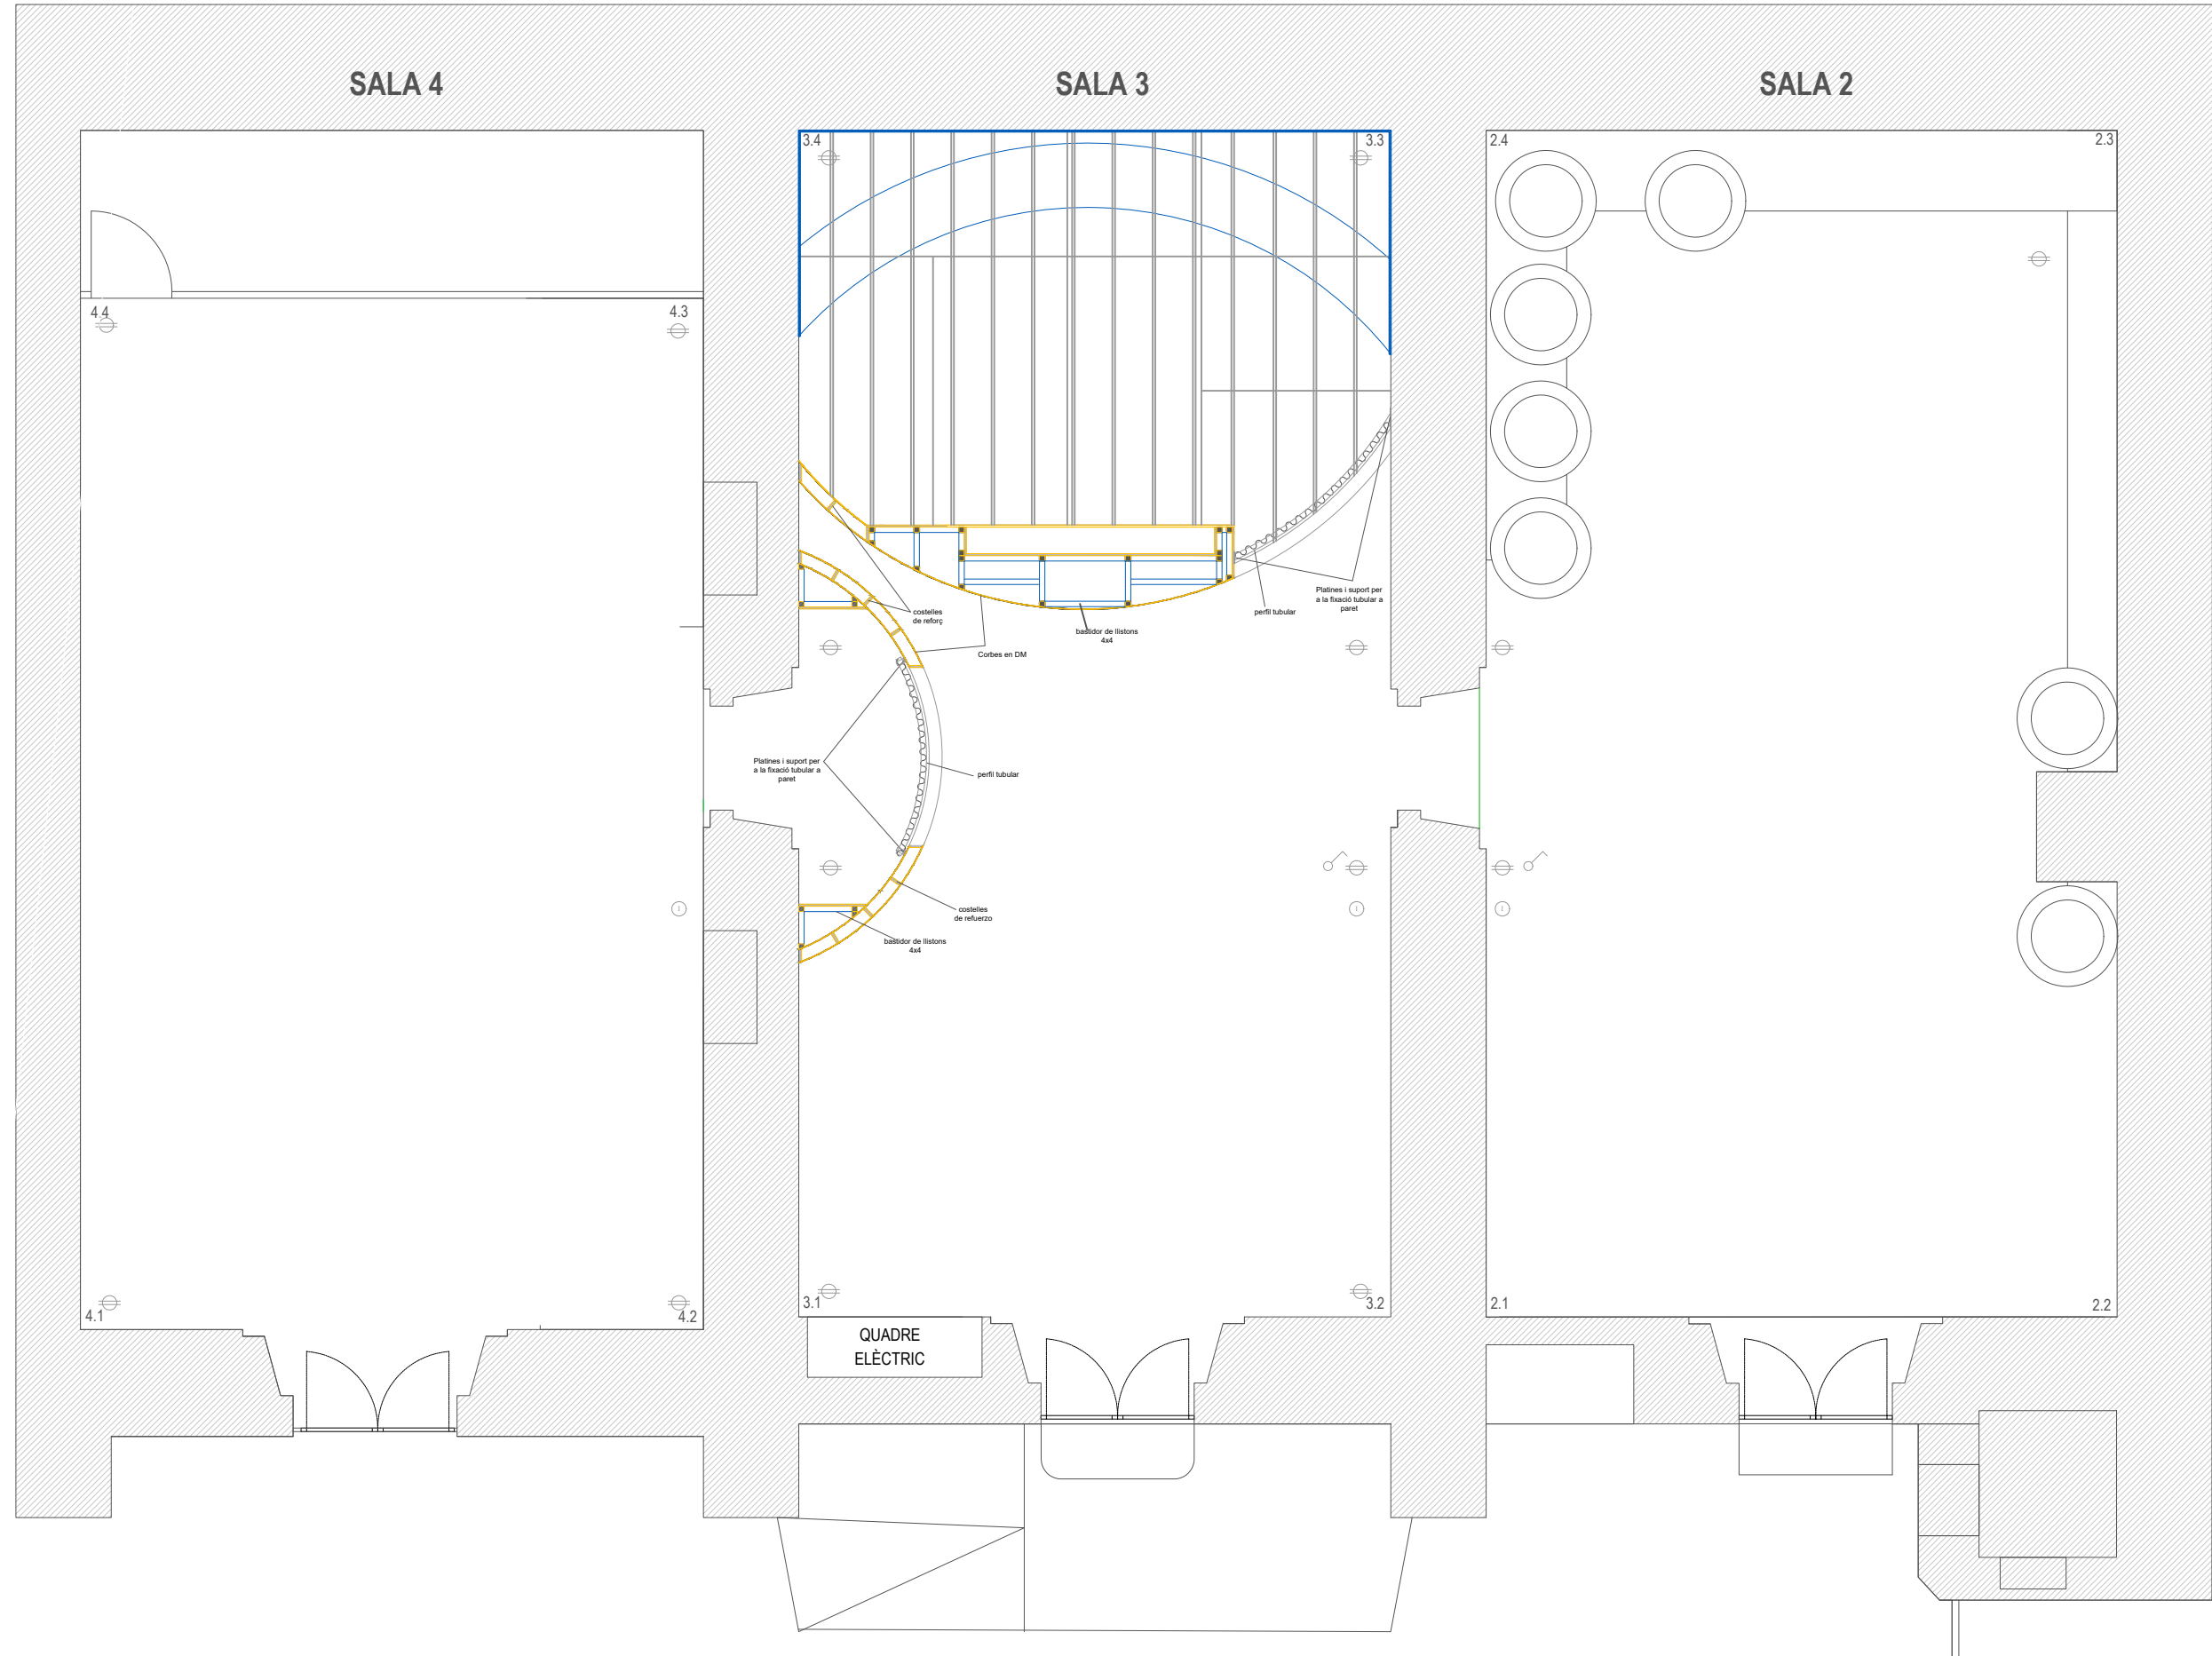 SALA 4
SALA 3
SALA 2
3.4
3.3
2.4
2.3
4.4
4.3
costelles
de reforç
Corbes en DM
bastidor de llistons
4x4
perfil tubular
Platines i suport per
a la fixació tubular a
paret
Platines i suport per
a la fixació tubular a
paret
perfil tubular
costelles
de refuerzo
bastidor de llistons
4x4
4.1
4.2
3.1
3.2
2.1
2.2
QUADRE
ELÈCTRIC